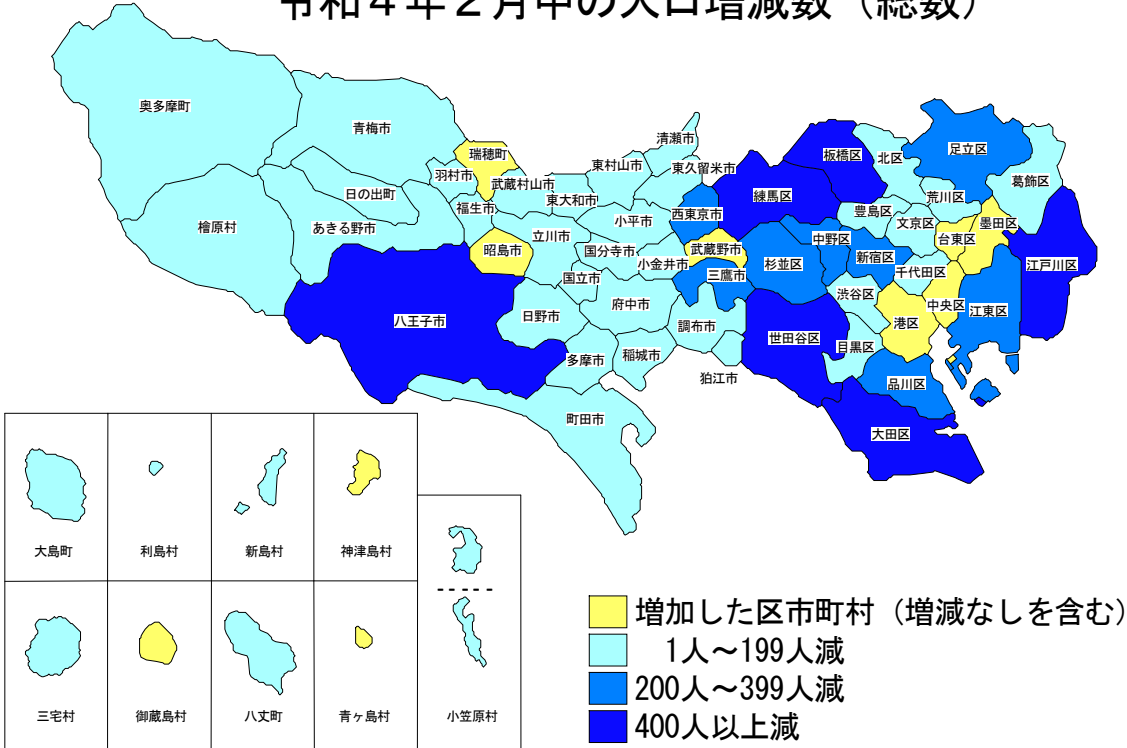 令和４年２月中の人口増減数（総数）
奥多摩町
青梅市
瑞穂町
羽村市
武蔵村山市
福生市
東大和市
東村山市
清瀬市
東久留米市
日の出町
あきる野市
檜原村
昭島市
立川市
小平市
国分寺市
小金井市
西東京市
武蔵野市
三鷹市
国立市
府中市
調布市
日野市
八王子市
多摩市
稲城市
狛江市
町田市
板橋区
練馬区
北区
足立区
葛飾区
荒川区
豊島区
文京区
台東区
墨田区
江戸川区
中野区
杉並区
新宿区
千代田区
渋谷区
中央区
江東区
港区
世田谷区
目黒区
品川区
大田区
大島町
利島村
新島村
神津島村
三宅村
御蔵島村
八丈町
青ヶ島村
小笠原村
増加した区市町村（増減なしを含む）
1人～199人減
200人～399人減
400人以上減